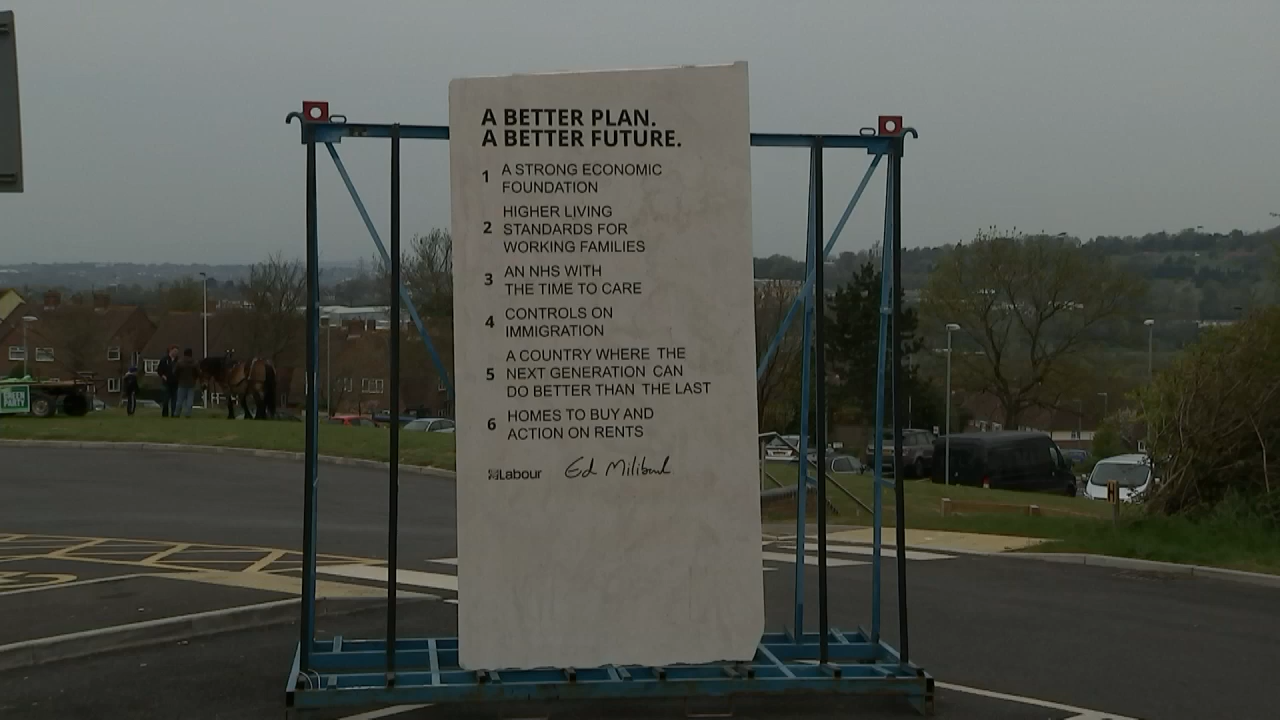 A BETTER PLAN.
A BETTER FUTURE.
1 A STRONG ECONOMIC
FOUNDATION
2 HIGHER LIVING
STANDARDS FOR
WORKING FAMILIES
3 AN NHS WITH
THE TIME TO CARE
4 CONTROLS ON
IMMIGRATION
5 A COUNTRY WHERE THE
NEXT GENERATION CAN
DO BETTER THAN THE LAST
6 HOMES TO BUY AND
ACTION ON RENTS
Labour Ed Miliband
GREEN
PARTY